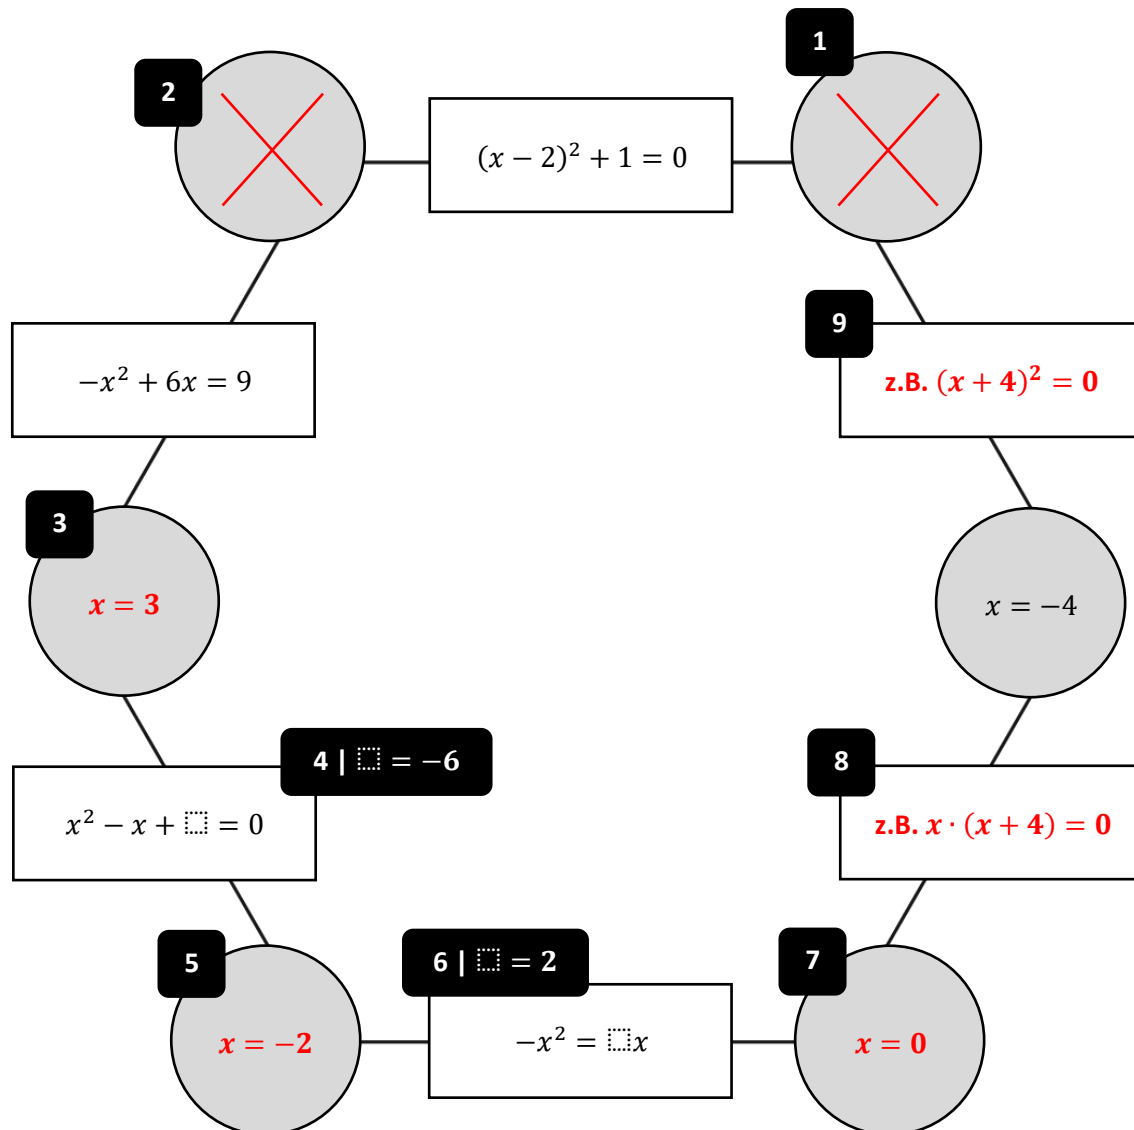 1
2
(x − 2)² + 1 = 0
9
−x² + 6x = 9
z.B. (x + 4)² = 0
3
x = 3
x = −4
4 | ⬚ = −6
8
x² − x + ⬚ = 0
z.B. x · (x + 4) = 0
5
6 | ⬚ = 2
7
x = −2
−x² = ⬚x
x = 0